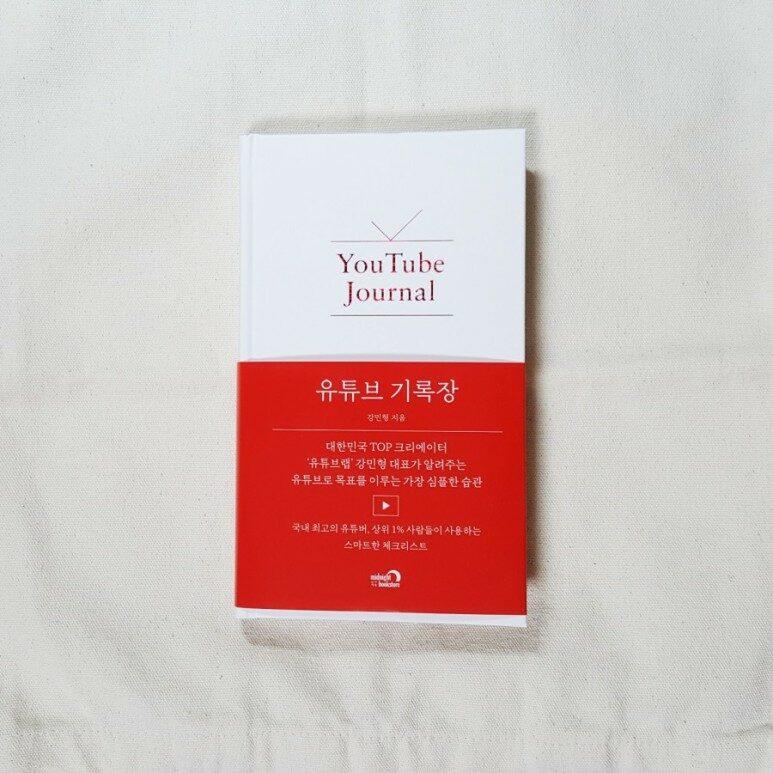 YouTube
Journal
유튜브 기록장
강민형 지음
대한민국 TOP 크리에이터
‘유튜브랩’ 강민형 대표가 알려주는
유튜브로 목표를 이루는 가장 심플한 습관
국내 최고의 유튜버, 상위 1% 사람들이 사용하는
스마트한 체크리스트
midnight
bookstore